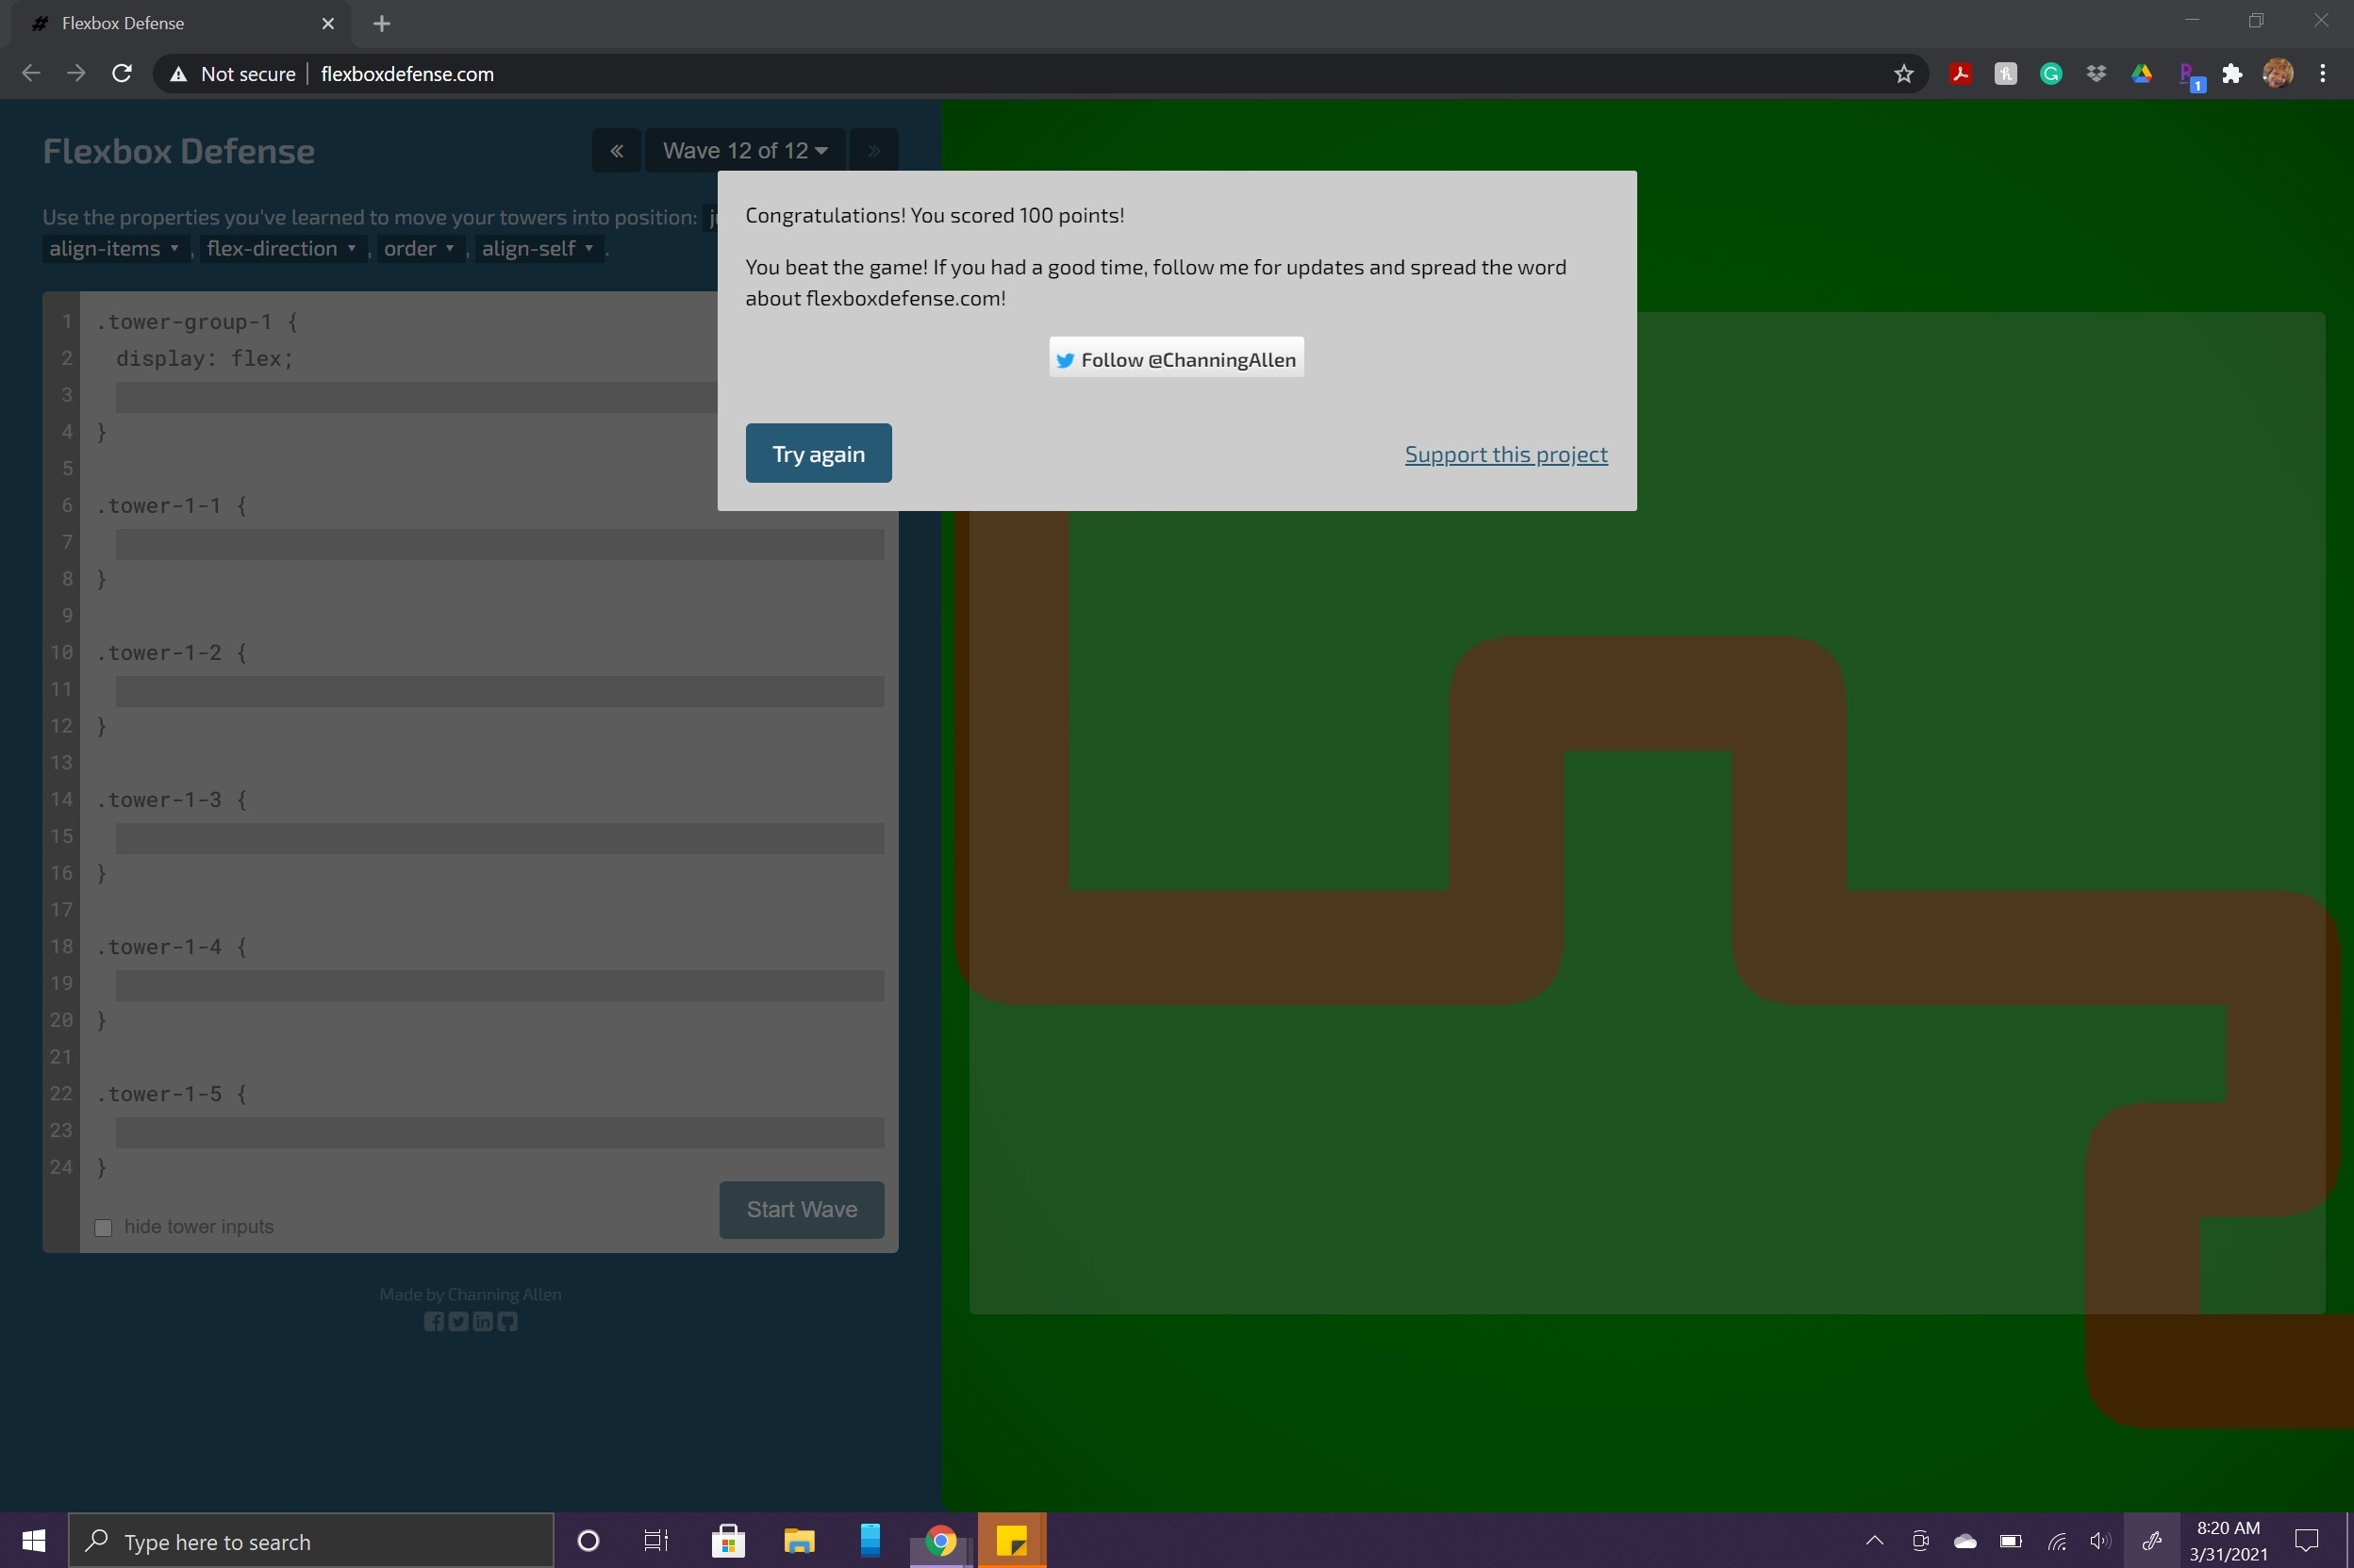 Flexbox Defense
Not secure
flexboxdefense.com
Flexbox Defense
« Wave 12 of 12 »
Use the properties you've learned to move your towers into position:
align-items , flex-direction , order , align-self .
Congratulations! You scored 100 points!
You beat the game! If you had a good time, follow me for updates and spread the word
about flexboxdefense.com!
Follow @ChanningAllen
Try again
Support this project
1 .tower-group-1 {
2 display: flex;
3
4 }
5
6 .tower-1-1 {
7
8 }
9
10 .tower-1-2 {
11
12 }
13
14 .tower-1-3 {
15
16 }
17
18 .tower-1-4 {
19
20 }
21
22 .tower-1-5 {
23
24 }
hide tower inputs
Start Wave
Made by Channing Allen
Type here to search
8:20 AM
3/31/2021